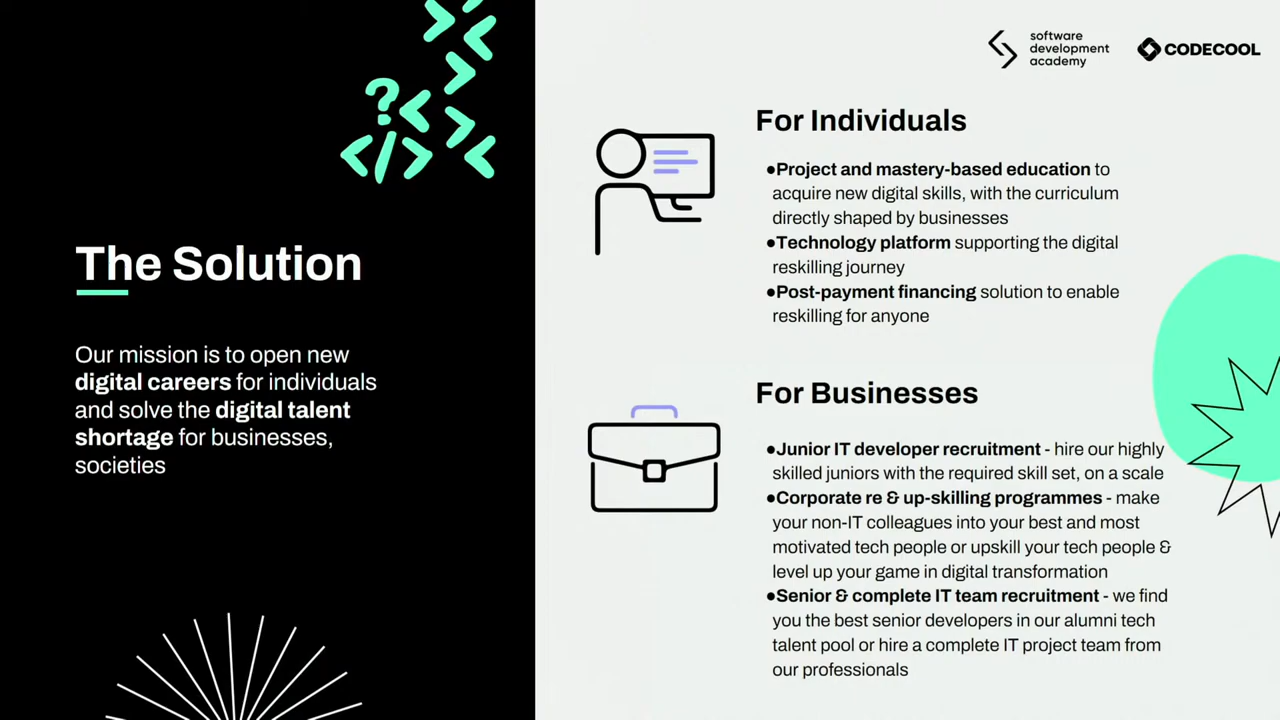 software
development
academy
CODECOOL
The Solution
Our mission is to open new
digital careers for individuals
and solve the digital talent
shortage for businesses,
societies
For Individuals
●Project and mastery-based education to
acquire new digital skills, with the curriculum
directly shaped by businesses
●Technology platform supporting the digital
reskilling journey
●Post-payment financing solution to enable
reskilling for anyone
For Businesses
●Junior IT developer recruitment - hire our highly
skilled juniors with the required skill set, on a scale
●Corporate re & up-skilling programmes - make
your non-IT colleagues into your best and most
motivated tech people or upskill your tech people &
level up your game in digital transformation
●Senior & complete IT team recruitment - we find
you the best senior developers in our alumni tech
talent pool or hire a complete IT project team from
our professionals